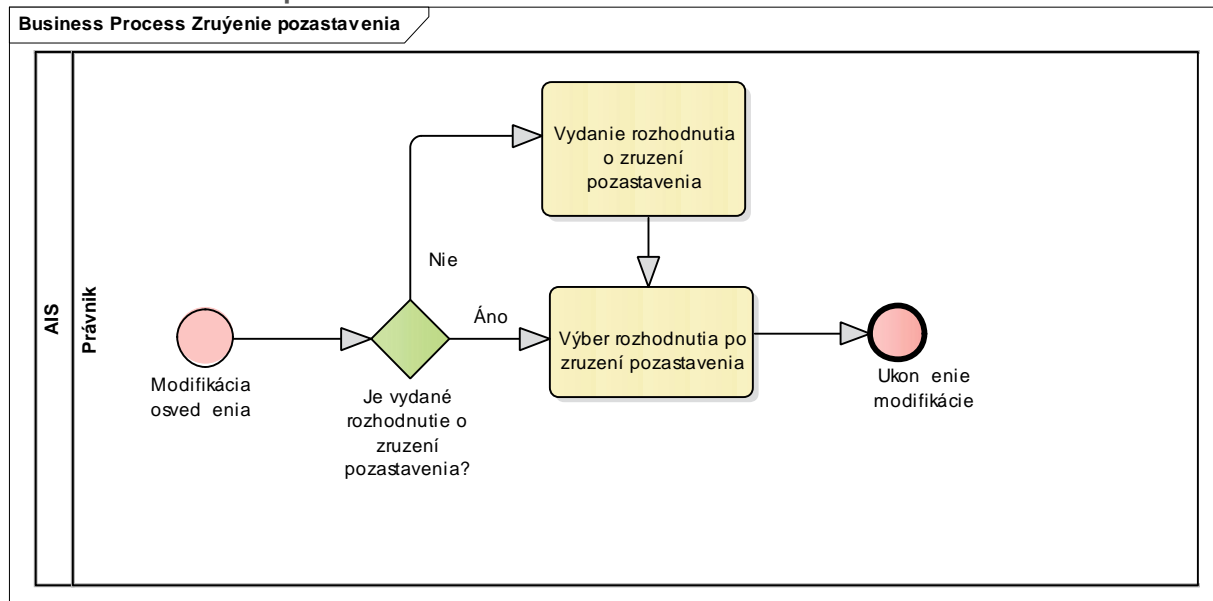 Business Process Zruýenie pozastavenia
AIS
Právnik
Vydanie rozhodnutia
o zruzení
pozastavenia
Nie
Áno
Výber rozhodnutia po
zruzení pozastavenia
Modifikácia
osved enia
Je vydané
rozhodnutie o
zruzení
pozastavenia?
Ukon enie
modifikácie